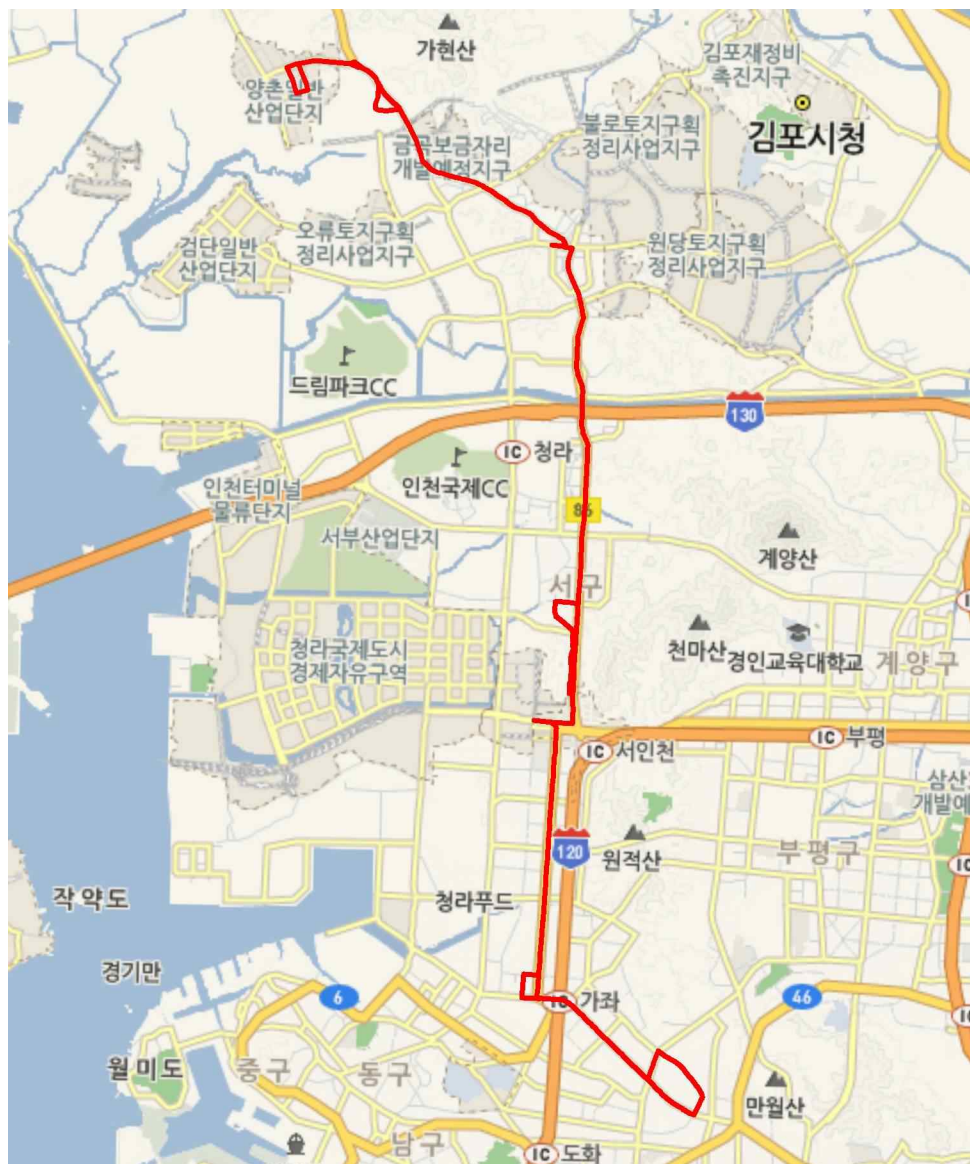 가현산
김포재정비
촉진지구
양촌일반
산업단지
김포시청
불로토지구획
정리사업지구
금곡보금자리
개발예정지구
오류토지구획
정리사업지구
검단일반
산업단지
원당토지구획
정리사업지구
드림파크CC
130
IC 청라
인천국제CC
인천터미널
물류단지
서부산업단지
계양산
서구
천마산
경인교육대학교
계양구
청라국제도시
경제자유구역
IC 서인천
IC 부평
삼산
개발예
120
원적산
부평구
IC
작약도
청라푸드
경기만
6
IC 가좌
46
IC
월미도
중구
동구
만월산
남구
IC 도화